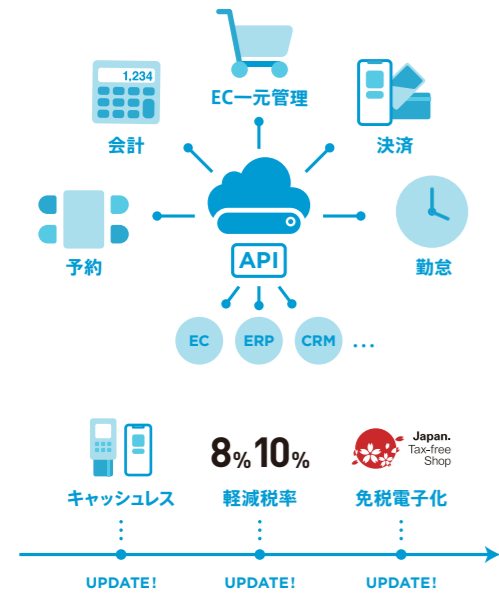 1,234
EC一元管理
会計
決済
予約
勤怠
API
EC
ERP
CRM
...
8% 10%
Japan.
Tax-free
Shop
キャッシュレス
軽減税率
免税電子化
UPDATE!
UPDATE!
UPDATE!